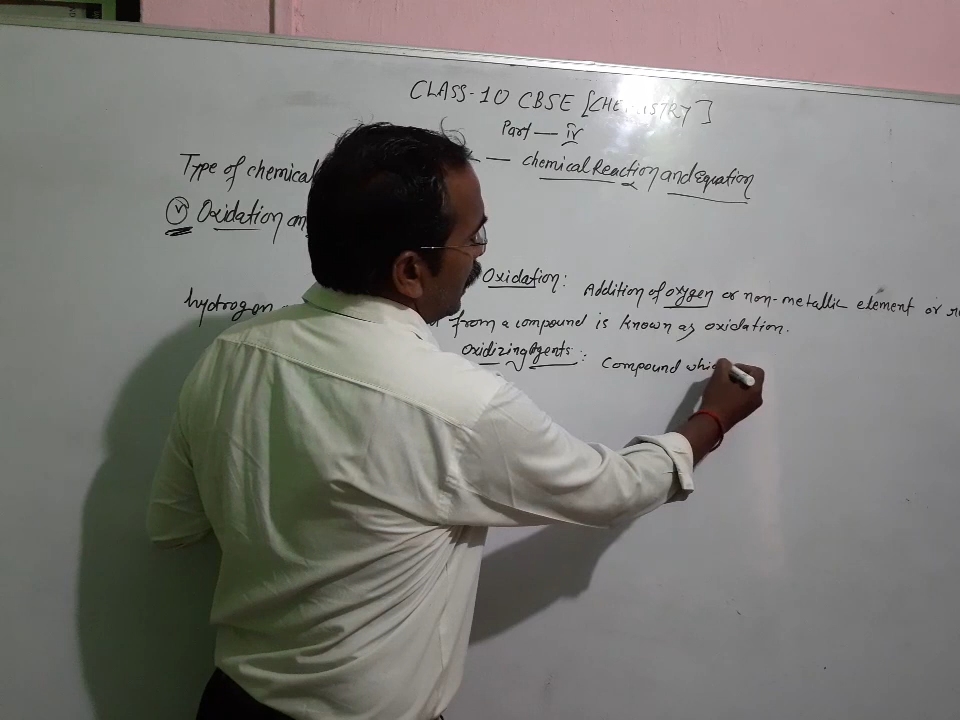 CLASS-10 CBSE [CHEMISTRY]
Part — iv
Type of chemical — chemical Reaction and Equation
(v) Oxidation an
Oxidation: Addition of oxygen or non-metallic element or
hydrogen from a compound is known as oxidation.
Oxidizing Agents: Compound whi